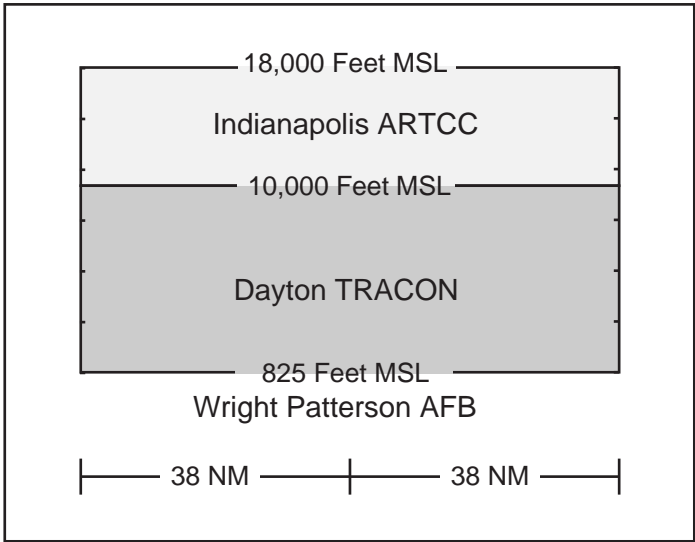 18,000 Feet MSL
Indianapolis ARTCC
10,000 Feet MSL
Dayton TRACON
825 Feet MSL
Wright Patterson AFB
38 NM 38 NM